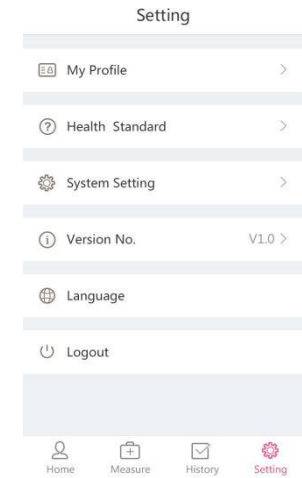 Setting
My Profile
Health Standard
System Setting
Version No. V1.0
Language
Logout
Home Measure History Setting